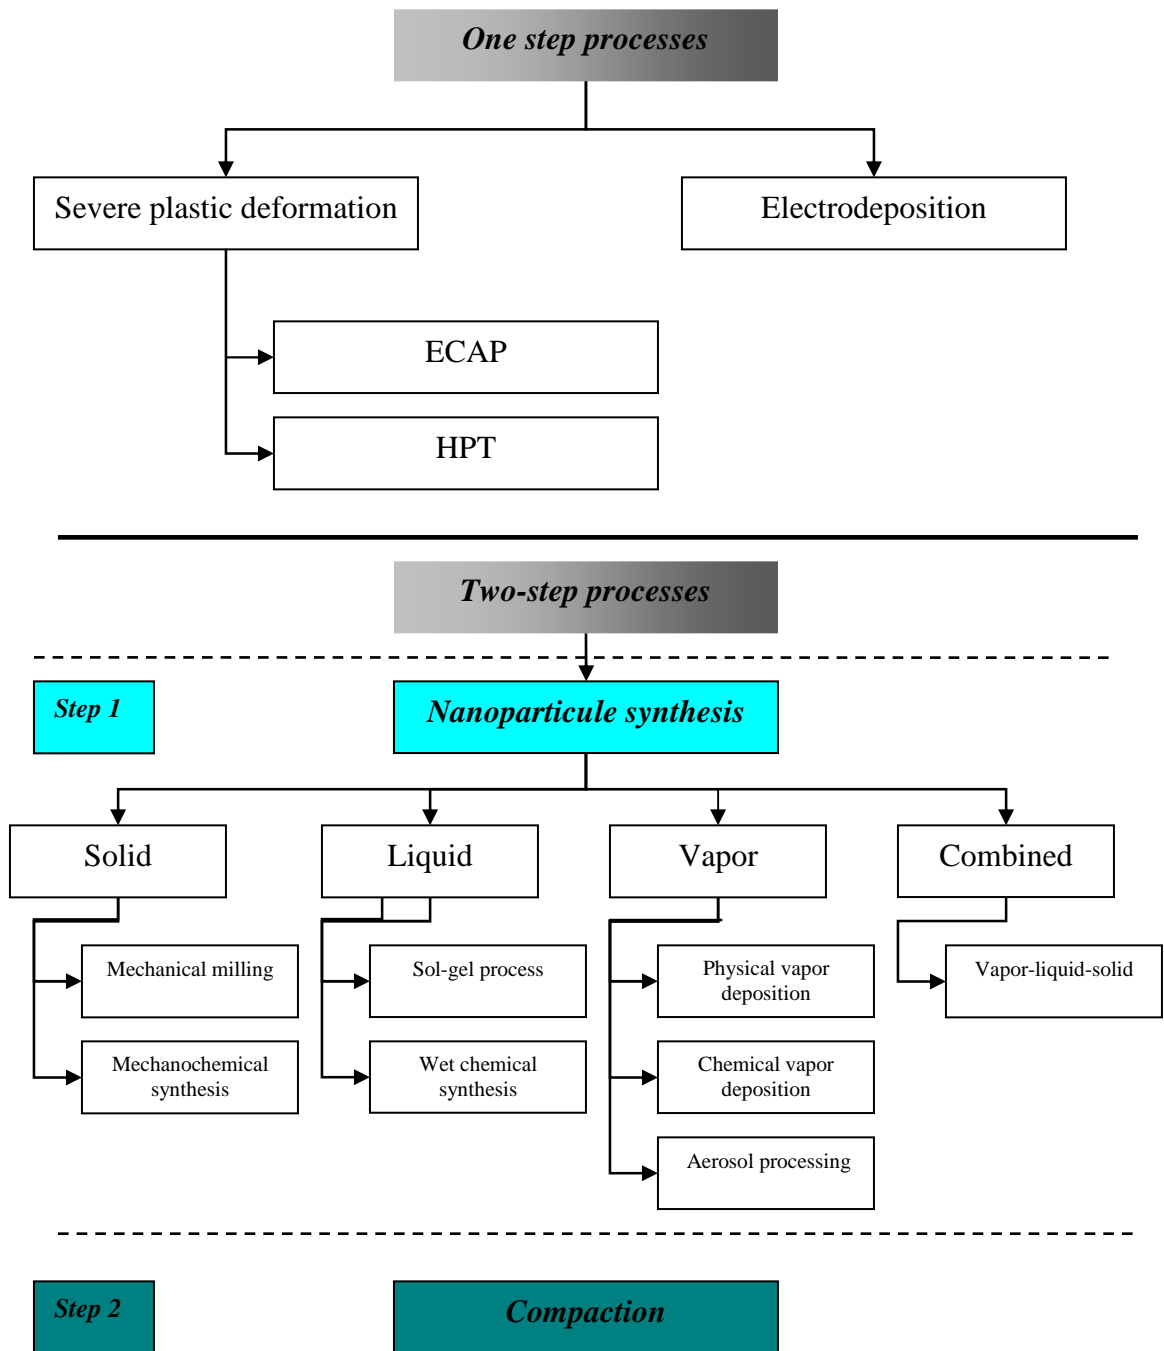 One step processes
Severe plastic deformation
Electrodeposition
ECAP
HPT
Two-step processes
Step 1
Nanoparticule synthesis
Solid
Liquid
Vapor
Combined
Mechanical milling
Sol-gel process
Physical vapor
deposition
Vapor-liquid-solid
Mechanochemical
synthesis
Wet chemical
synthesis
Chemical vapor
deposition
Aerosol processing
Step 2
Compaction